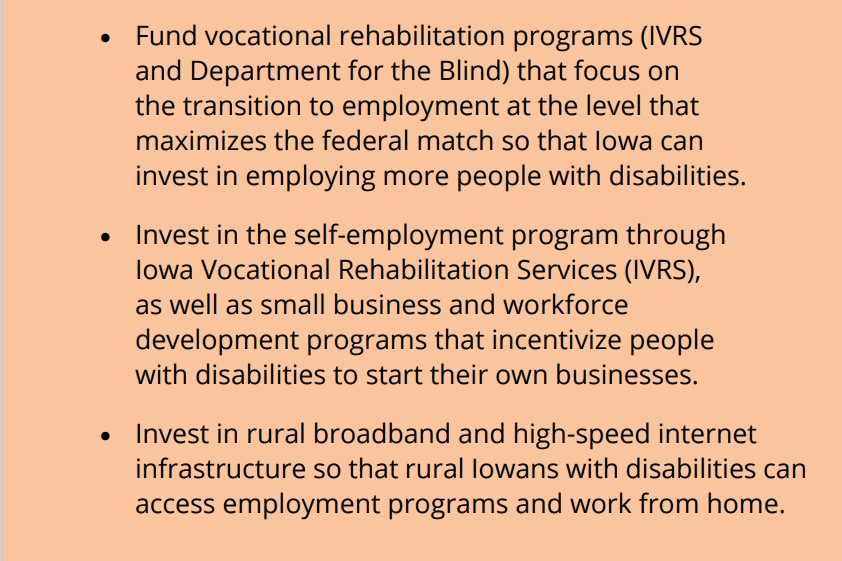 • Fund vocational rehabilitation programs (IVRS
and Department for the Blind) that focus on
the transition to employment at the level that
maximizes the federal match so that Iowa can
invest in employing more people with disabilities.
• Invest in the self-employment program through
Iowa Vocational Rehabilitation Services (IVRS),
as well as small business and workforce
development programs that incentivize people
with disabilities to start their own businesses.
• Invest in rural broadband and high-speed internet
infrastructure so that rural Iowans with disabilities can
access employment programs and work from home.